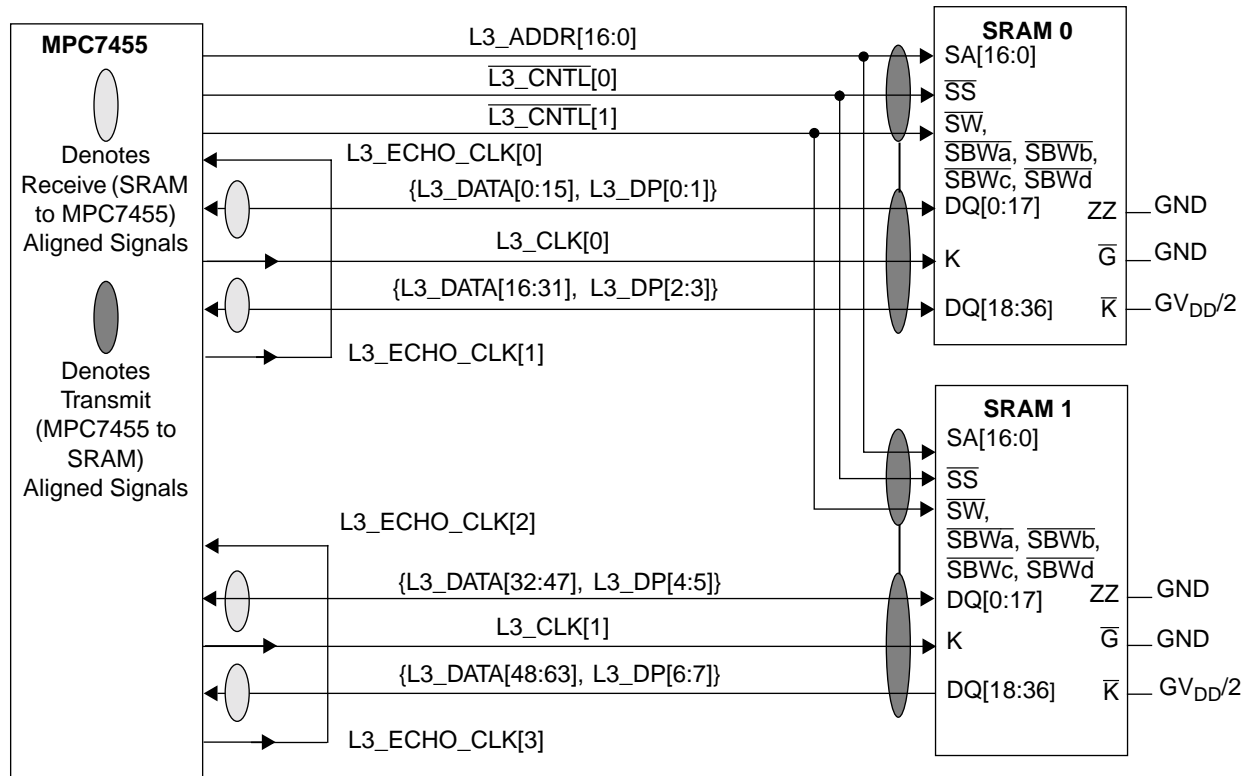 MPC7455
Denotes
Receive (SRAM
to MPC7455)
Aligned Signals
Denotes
Transmit
(MPC7455 to
SRAM)
Aligned Signals
L3_ADDR[16:0]
L3_CNTL[0]
L3_CNTL[1]
L3_ECHO_CLK[0]
{L3_DATA[0:15], L3_DP[0:1]}
L3_CLK[0]
{L3_DATA[16:31], L3_DP[2:3]}
L3_ECHO_CLK[1]
SRAM 0
SA[16:0]
SS
SW,
SBWa, SBWb,
SBWc, SBWd
DQ[0:17] ZZ GND
K G GND
DQ[18:36] K GVDD/2
L3_ECHO_CLK[2]
{L3_DATA[32:47], L3_DP[4:5]}
L3_CLK[1]
{L3_DATA[48:63], L3_DP[6:7]}
L3_ECHO_CLK[3]
SRAM 1
SA[16:0]
SS
SW,
SBWa, SBWb,
SBWc, SBWd
DQ[0:17] ZZ GND
K G GND
DQ[18:36] K GVDD/2